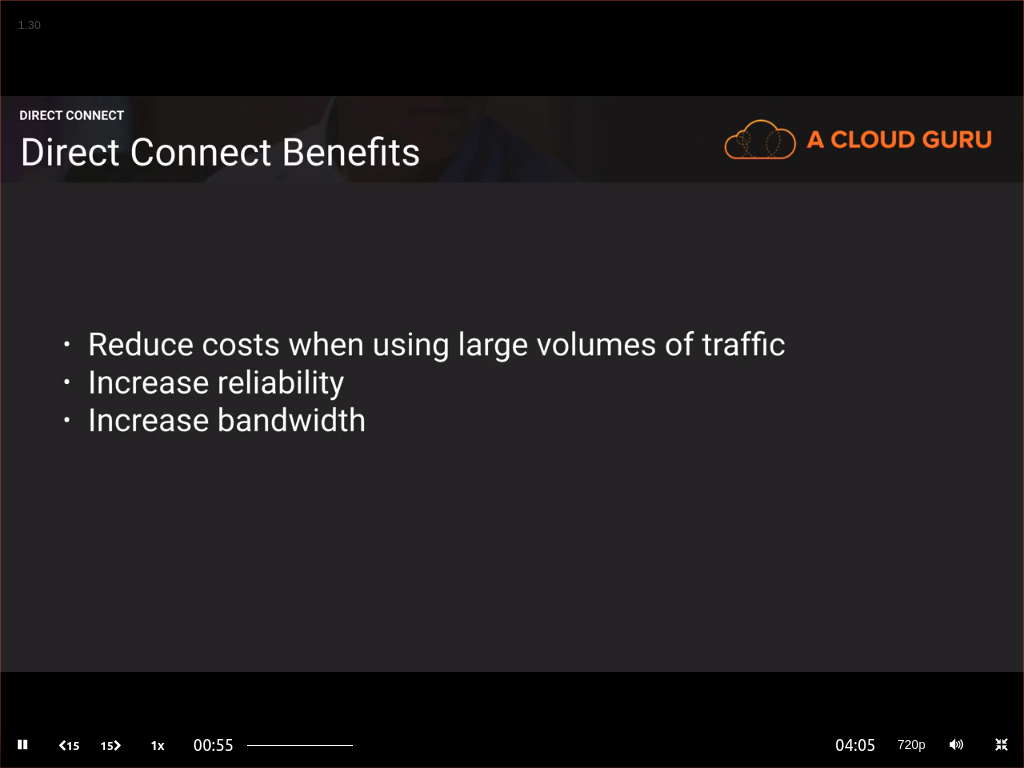 1.30
DIRECT CONNECT
Direct Connect Benefits
A CLOUD GURU
• Reduce costs when using large volumes of traffic
• Increase reliability
• Increase bandwidth
15 15 1x 00:55 04:05 720p